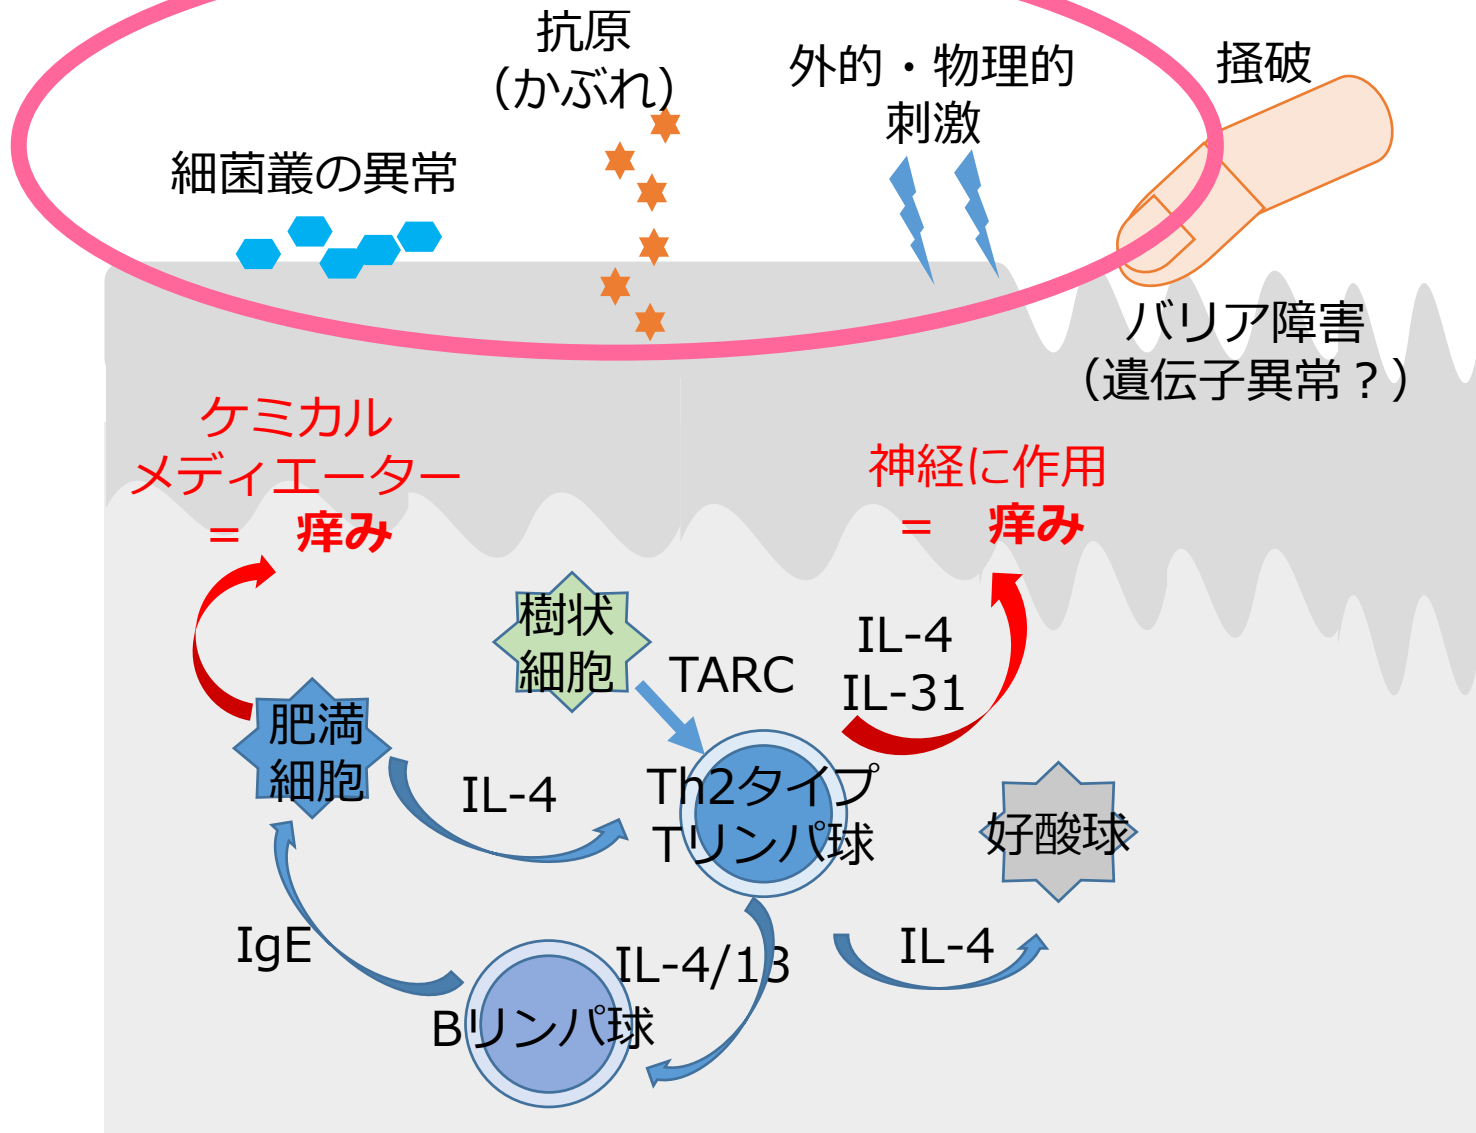 抗原
（かぶれ）
外的・物理的
刺激
掻破
細菌叢の異常
バリア障害
（遺伝子異常？）
ケミカル
メディエーター
＝　痒み
神経に作用
＝　痒み
樹状
細胞
TARC
IL-4
IL-31
肥満
細胞
IL-4
Th2タイプ
Tリンパ球
好酸球
IgE
IL-4/13
IL-4
Bリンパ球